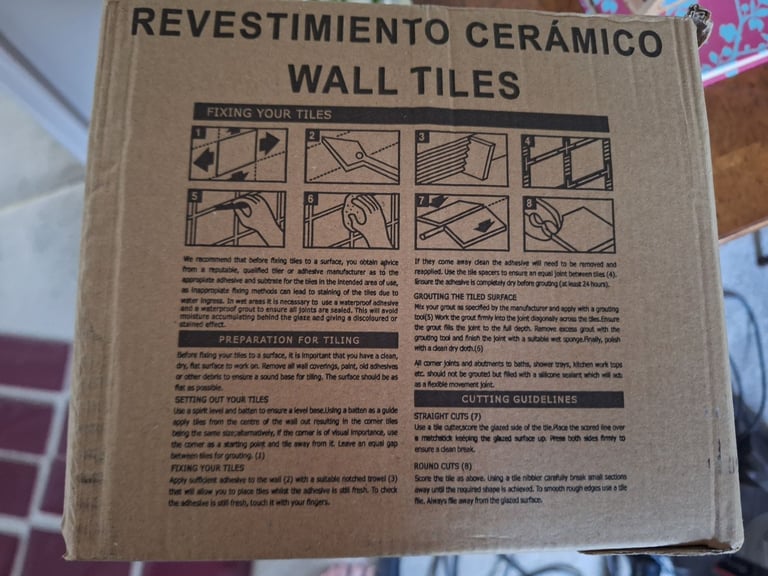 REVESTIMIENTO CERÁMICO
WALL TILES
FIXING YOUR TILES
1
2
3
4
5
6
7
8
We recommend that before fixing tiles to a surface, you obtain advice
from a reputable, qualified tiler or adhesive manufacturer as to the
appropriate adhesive and subtrate for the tiles in the intended area of use,
as inappropriate fixing methods can lead to staining of the tiles due to
water ingress. In wet areas it is necessary to use a waterproof adhesive
and a waterproof grout to ensure all joints are sealed. This will avoid
moisture accumulating behind the glaze and giving a discoloured or
stained effect.
PREPARATION FOR TILING
Before fixing your tiles to a surface, it is important that you have a clean,
dry, flat surface to work on. Remove all wall coverings, paint, old adhesives
or other debris to ensure a sound base for tiling. The surface should be as
flat as possible.
SETTING OUT YOUR TILES
Use a spirit level and batten to ensure a level base.Using a batten as a guide
apply tiles from the centre of the wall out resulting in the corner tiles
being the same size;alternatively, if the corner is of visual importance, use
the corner as a starting point and tile away from it. Leave an equal gap
between tiles for grouting. (1)
FIXING YOUR TILES
Apply sufficient adhesive to the wall (2) with a suitable notched trowel (3)
that will allow you to place tiles whilst the adhesive is still fresh. To check
the adhesive is still fresh, touch it with your fingers.
If they come away clean the adhesive will need to be removed and
reapplied. Use the tile spacers to ensure an equal joint between tiles (4).
Ensure the adhesive is completely dry before grouting (at least 24 hours).
GROUTING THE TILED SURFACE
Mix your grout as specified by the manufacturer and apply with a grouting
tool(5) Work the grout firmly into the joint diagonally across the tiles.Ensure
the grout fills the joint to the full depth. Remove excess grout with the
grouting tool and finish the joint with a suitable wet sponge.Finally, polish
with a clean dry cloth.(6)
All corner joints and abutments to baths, shower trays, kitchen work tops
etc. should not be grouted but filled with a silicone sealant which will act
as a flexible movement joint.
CUTTING GUIDELINES
STRAIGHT CUTS (7)
Use a tile cutter,score the glazed side of the tile.Place the scored line over
a matchstick keeping the glazed surface up. Press both sides firmly to
ensure a clean break.
ROUND CUTS (8)
Score the tile as above. Using a tile nibbler carefully break small sections
away until the required shape is achieved. To smooth rough edges use a tile
file. Always file away from the glazed surface.